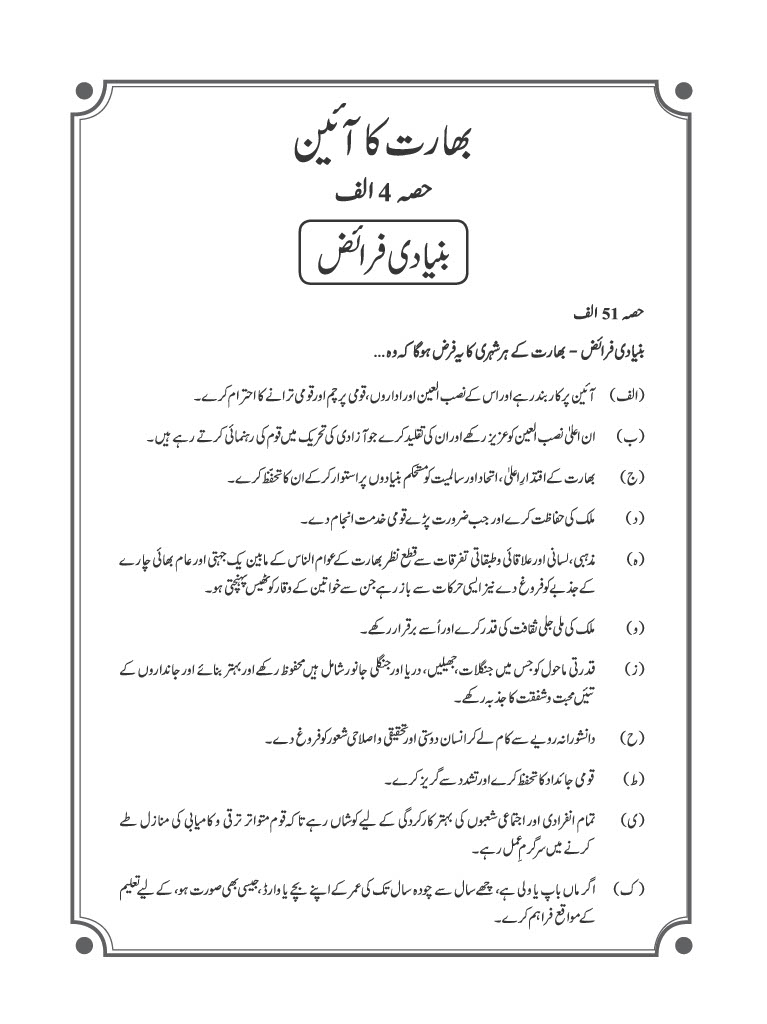 بھارت کا آئین
حصہ 4 الف
بنیادی فرائض
حصہ 51 الف
بنیادی فرائض - بھارت کے ہر شہری کا یہ فرض ہوگا کہ وہ...
(الف) آئین پر کار بند رہے اور اس کے نصب العین اور اداروں، قومی پرچم اور قومی ترانے کا احترام کرے۔
(ب) ان اعلیٰ نصب العین کو عزیز رکھے اور ان کی تقلید کرے جو آزادی کی تحریک میں قوم کی رہنمائی کرتے رہے ہیں۔
(ج) بھارت کے اقتدارِ اعلیٰ، اتحاد اور سالمیت کو مستحکم بنیادوں پر استوار کرکے ان کا تحفظ کرے۔
(د) ملک کی حفاظت کرے اور جب ضرورت پڑے قومی خدمت انجام دے۔
(ہ) مذہبی، لسانی اور علاقائی و طبقاتی تفرقات سے قطع نظر بھارت کے عوام الناس کے مابین یک جہتی اور عام بھائی چارے
کے جذبے کو فروغ دے نیز ایسی حرکات سے باز رہے جن سے خواتین کے وقار کو ٹھیس پہنچتی ہو۔
(و) ملک کی ملی جلی ثقافت کی قدر کرے اور اُسے برقرار رکھے۔
(ز) قدرتی ماحول کو جس میں جنگلات، جھیلیں، دریا اور جنگلی جانور شامل ہیں محفوظ رکھے اور بہتر بنائے اور جانداروں کے
تئیں محبت و شفقت کا جذبہ رکھے۔
(ح) دانشورانہ رویے سے کام لے کر انسان دوستی اور تحقیقی و اصلاحی شعور کو فروغ دے۔
(ط) قومی جائداد کا تحفظ کرے اور تشدد سے گریز کرے۔
(ی) تمام انفرادی اور اجتماعی شعبوں کی بہتر کارکردگی کے لیے کوشاں رہے تاکہ قوم متواتر ترقی و کامیابی کی منازل طے
کرنے میں سرگرمِ عمل رہے۔
(ک) اگر ماں باپ یا ولی ہے، چھے سال سے چودہ سال تک کی عمر کے اپنے بچے یا وارڈ، جیسی بھی صورت ہو، کے لیے تعلیم
کے مواقع فراہم کرے۔